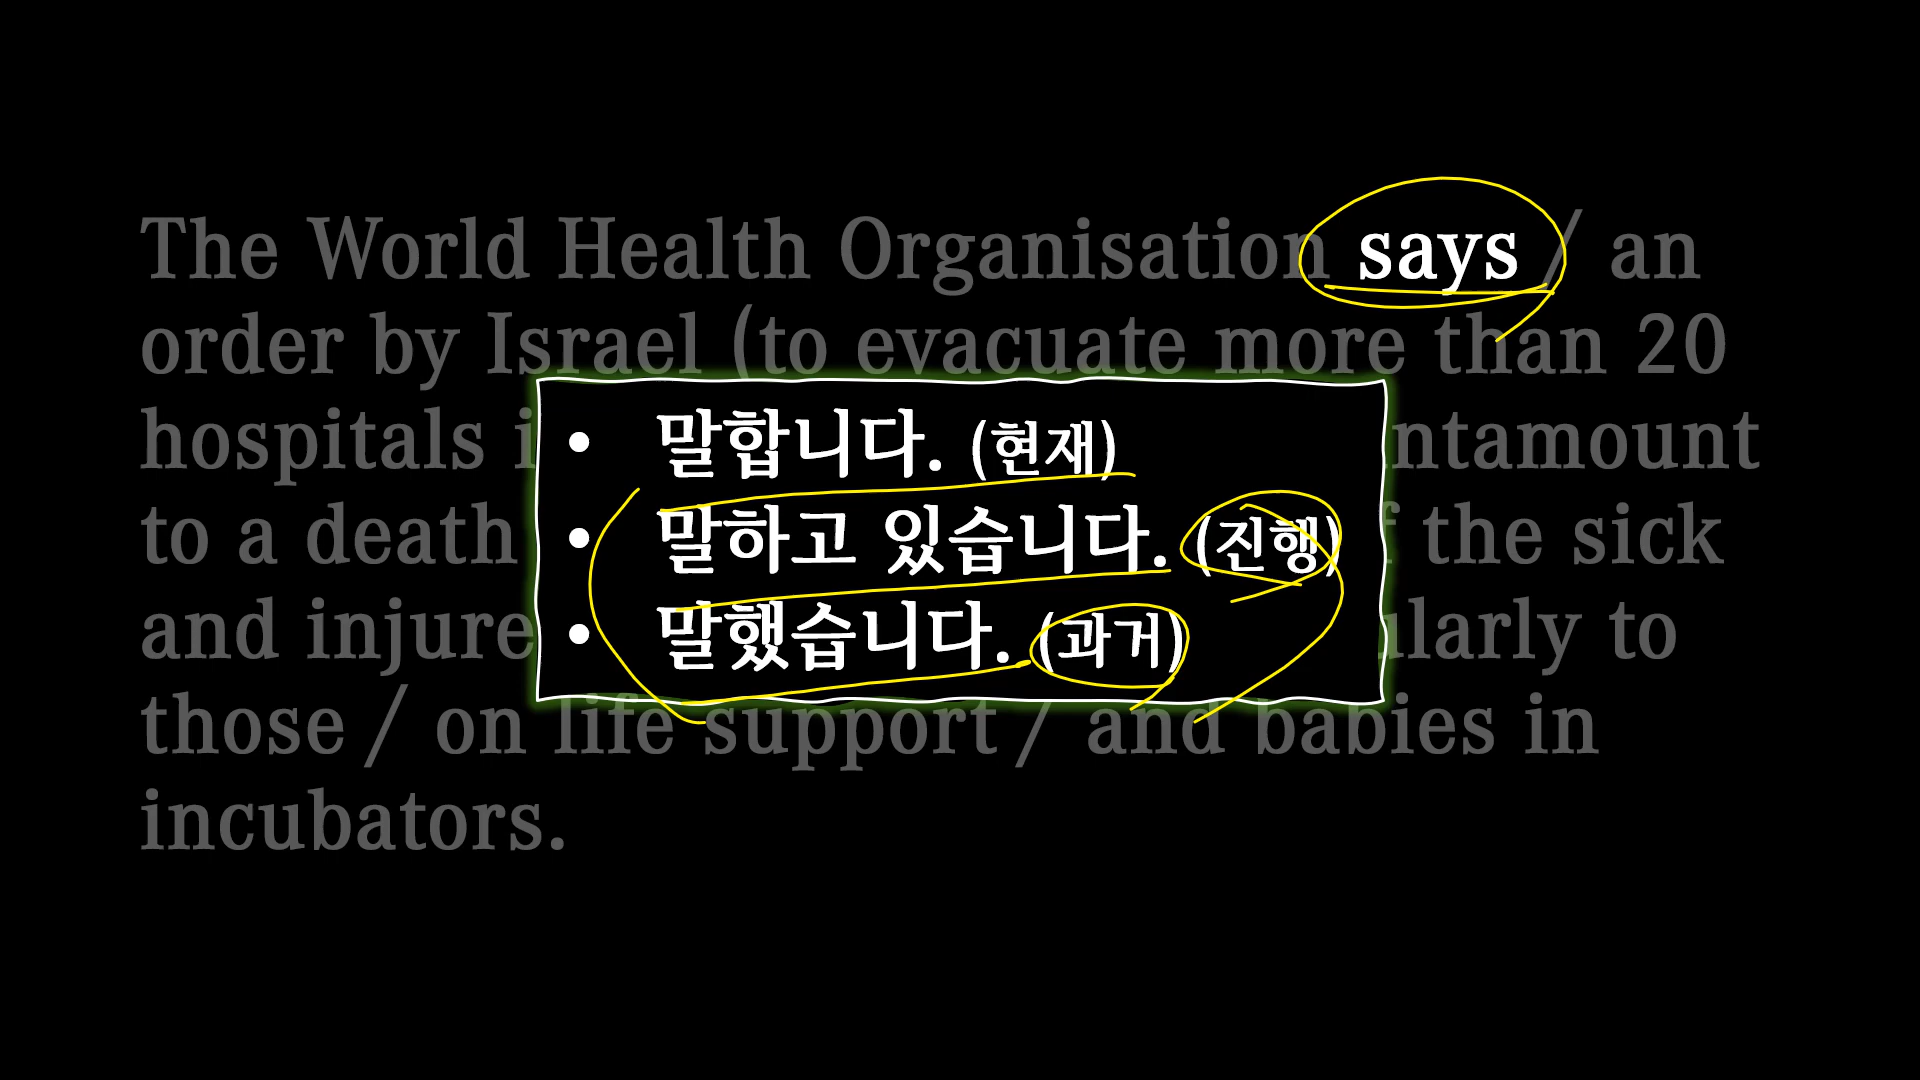 The World Health Organisation says / an
order by Israel (to evacuate more than 20
hospitals
• 말합니다. (현재)
ntamount
to a death
• 말하고 있습니다. (진행)
the sick
and injure
• 말했습니다. (과거)
ularly to
those / on life support / and babies in
incubators.